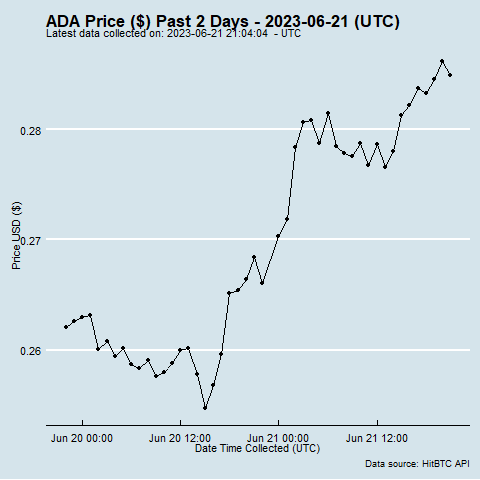 ADA Price ($) Past 2 Days - 2023-06-21 (UTC)
Latest data collected on: 2023-06-21 21:04:04  - UTC
Price USD ($)
0.28
0.27
0.26
Jun 20 00:00
Jun 20 12:00
Jun 21 00:00
Jun 21 12:00
Date Time Collected (UTC)
Data source: HitBTC API